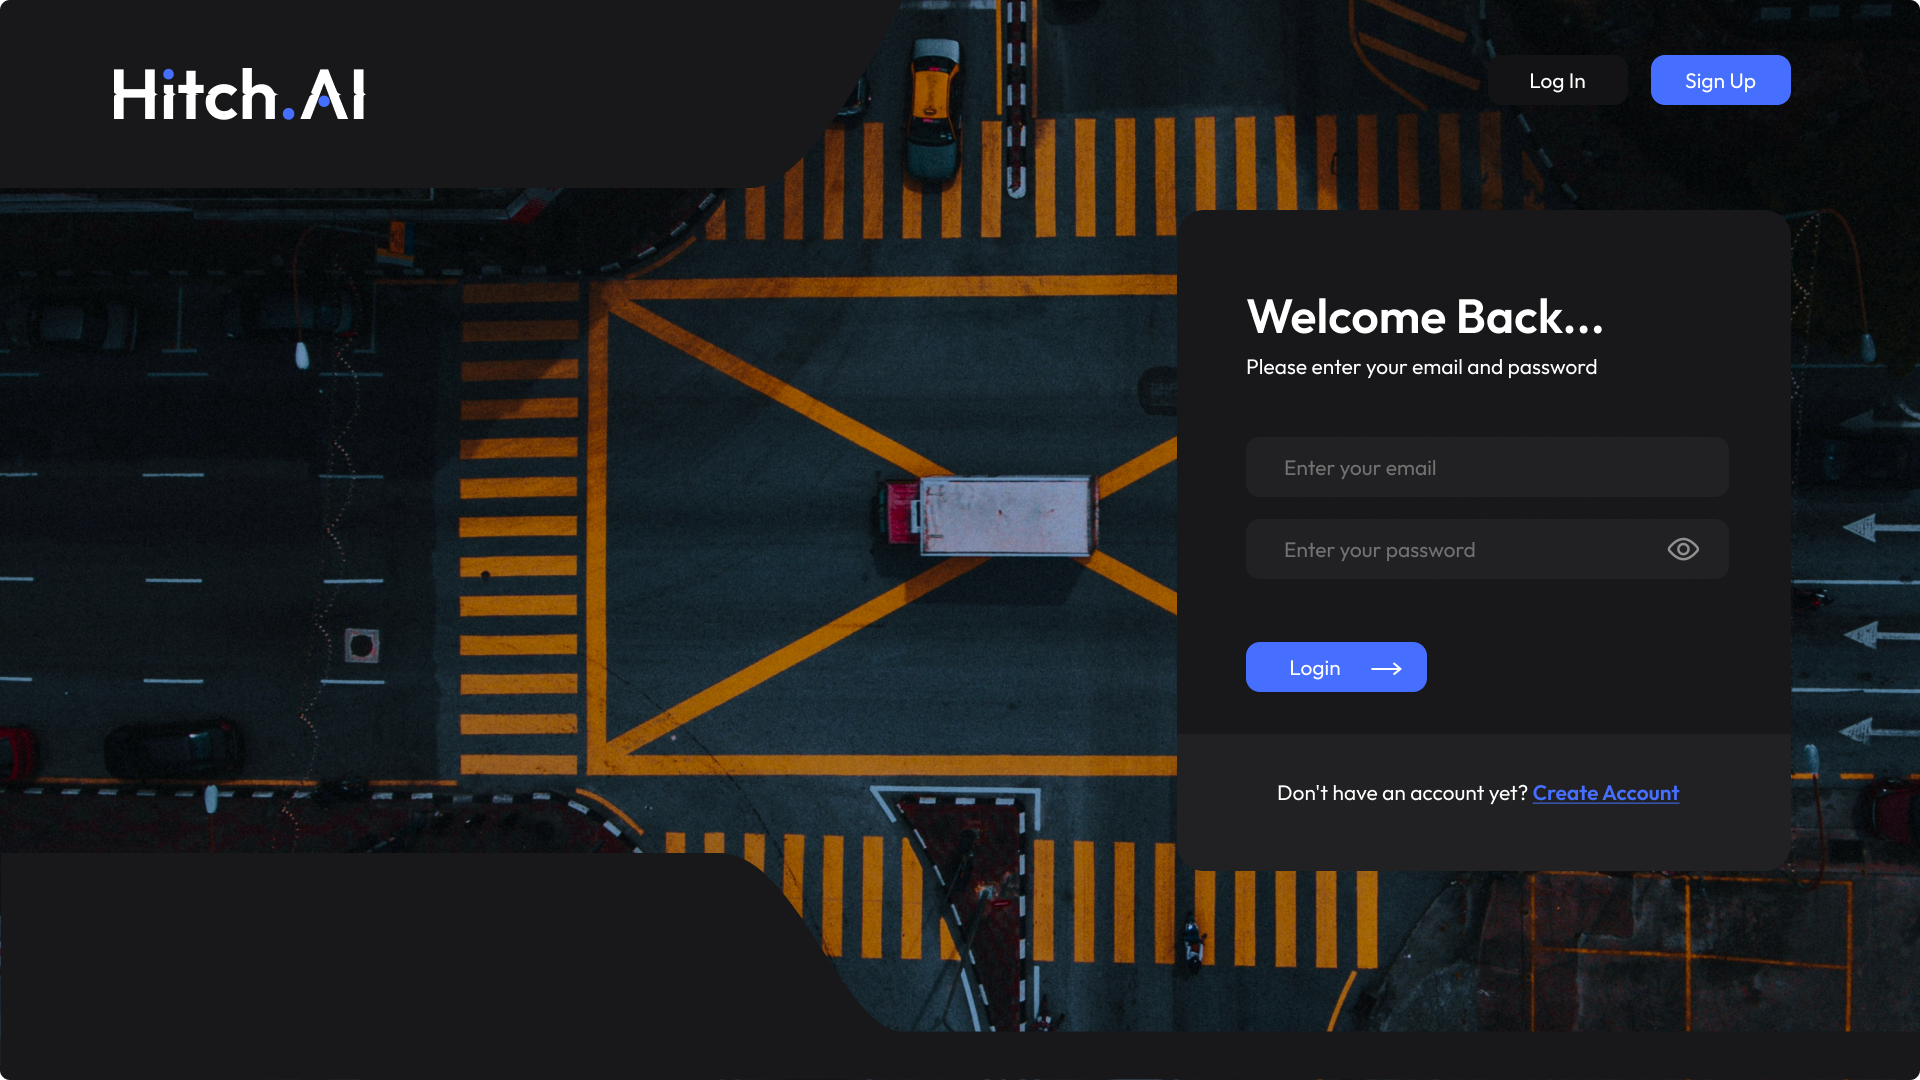 Hitch.AI
Log In
Sign Up
Welcome Back...
Please enter your email and password
Enter your email
Enter your password
Login
Don't have an account yet? Create Account